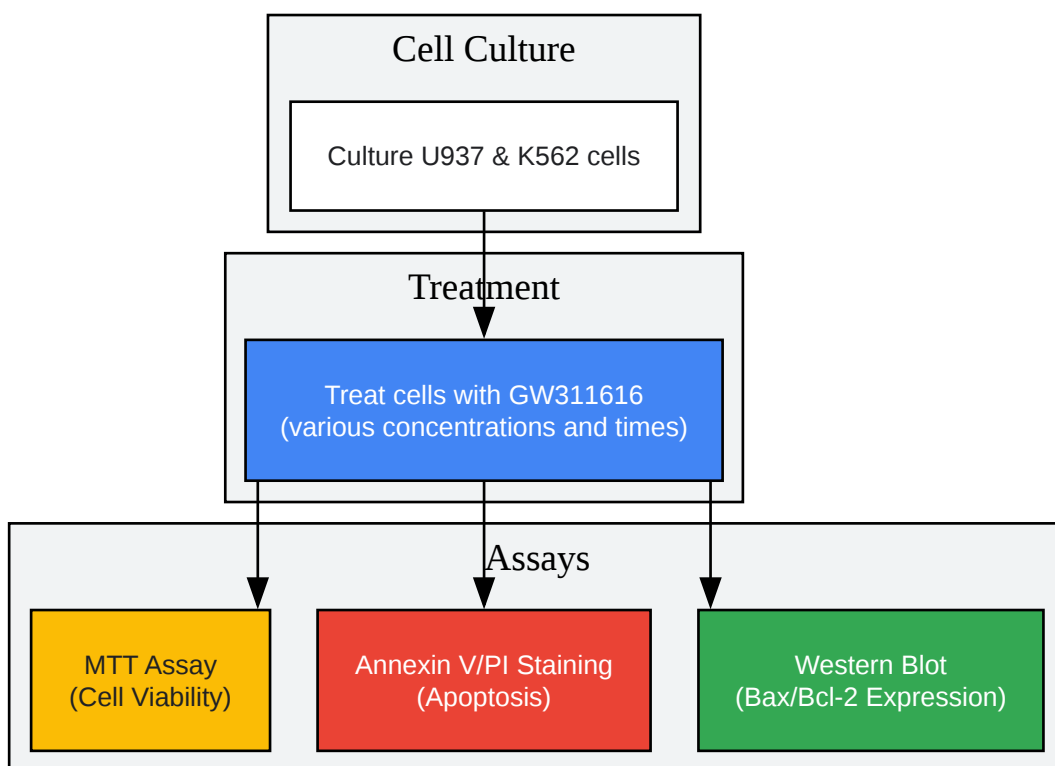 Cell Culture
Culture U937 & K562 cells
Treatment
Treat cells with GW311616
(various concentrations and times)
Assays
MTT Assay
(Cell Viability)
Annexin V/PI Staining
(Apoptosis)
Western Blot
(Bax/Bcl-2 Expression)